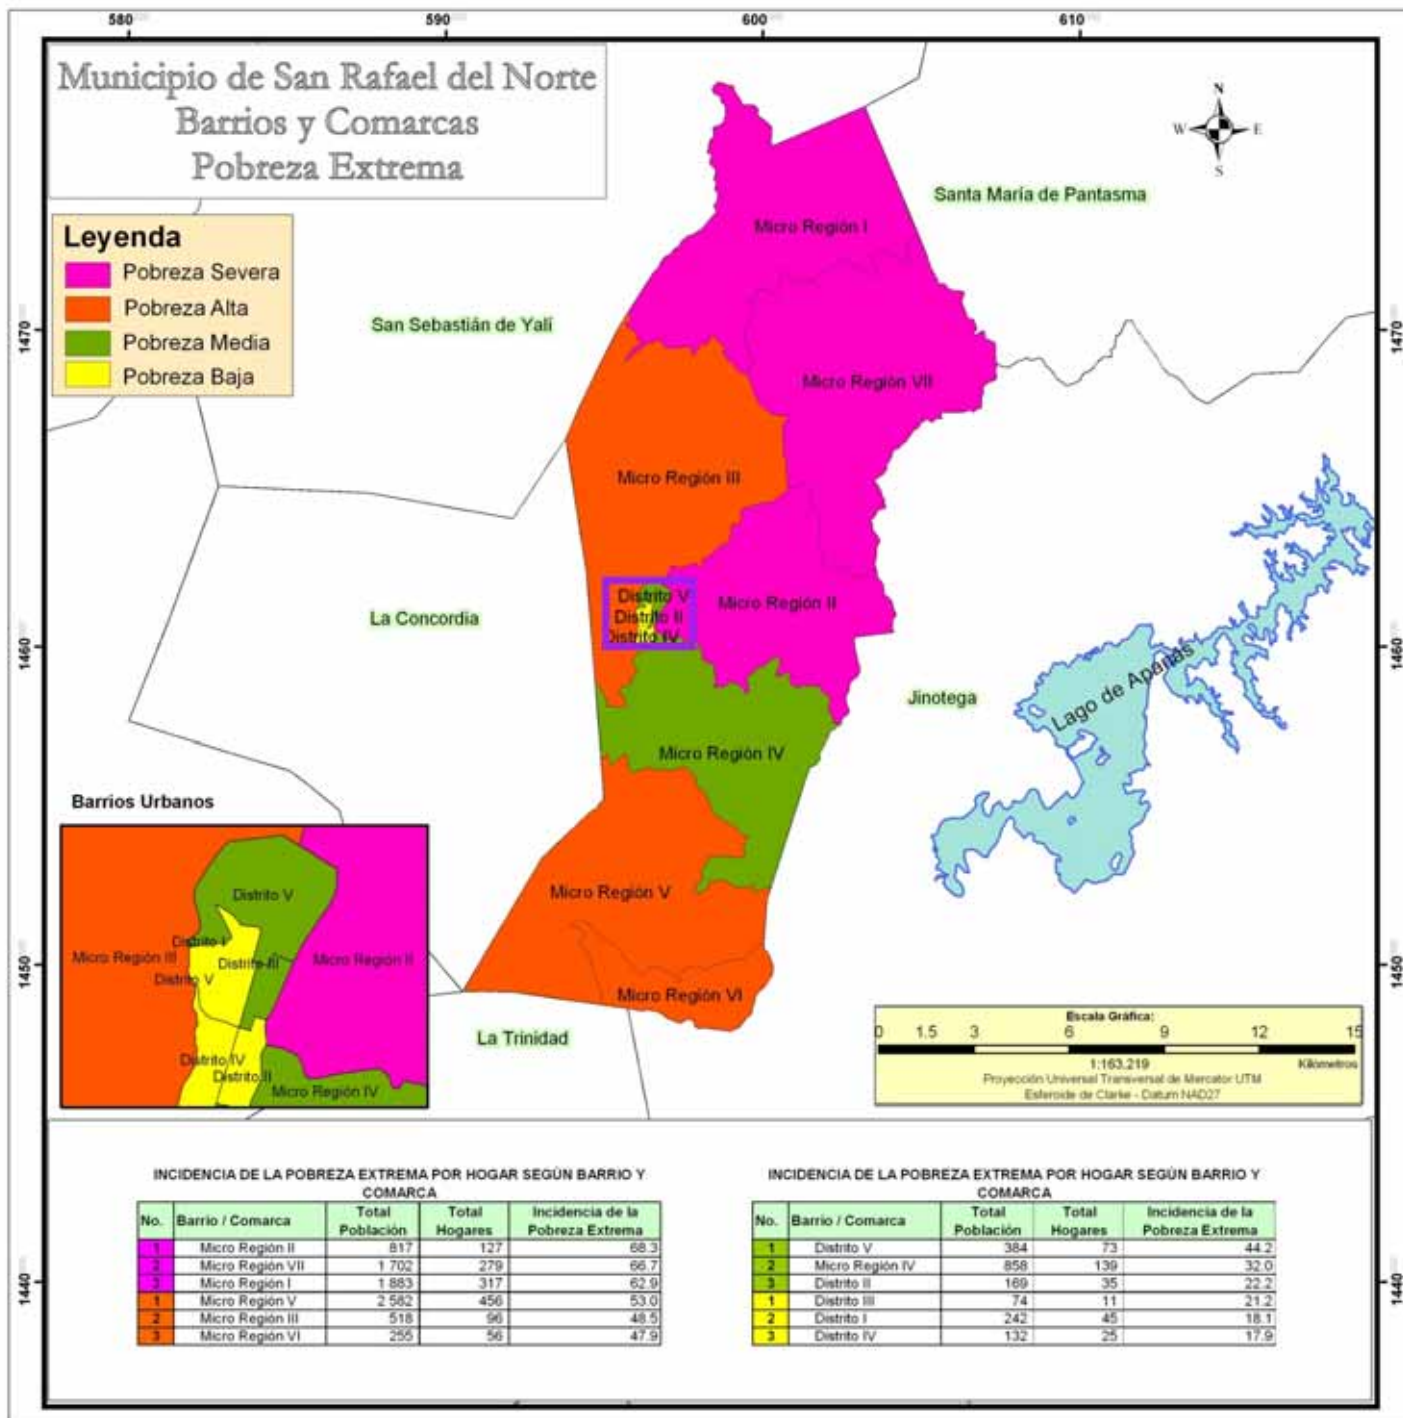 580 590 600 610
Municipio de San Rafael del Norte
Barrios y Comarcas
Pobreza Extrema
N
W E
S
Leyenda
Pobreza Severa
Pobreza Alta
Pobreza Media
Pobreza Baja
Santa María de Pantasma
Micro Región I
San Sebastián de Yalí
1470 1470
Micro Región VII
Micro Región III
Distrito V
Distrito II
Distrito IV
Micro Región II
La Concordia
1460 1460
Lago de Apanás
Jinotega
Micro Región IV
Barrios Urbanos
Distrito V
Distrito I
Micro Región III
Distrito III
Micro Región II
Distrito V
Distrito IV
Distrito II
Micro Región IV
Micro Región V
1450 1450
Micro Región VI
La Trinidad
Escala Gráfica:
0 1.5 3 6 9 12 15
1:163,219 Kilómetros
Proyección Universal Transversal de Mercator UTM
Esferoide de Clarke - Datum NAD27
1440 1440
INCIDENCIA DE LA POBREZA EXTREMA POR HOGAR SEGÚN BARRIO Y
COMARCA
No. Barrio / Comarca Total Población Total Hogares Incidencia de la Pobreza Extrema
1 Micro Región II 817 127 68.3
2 Micro Región VII 1 702 279 66.7
3 Micro Región I 1 883 317 62.9
1 Micro Región V 2 582 456 53.0
2 Micro Región III 518 96 48.5
3 Micro Región VI 255 56 47.9
INCIDENCIA DE LA POBREZA EXTREMA POR HOGAR SEGÚN BARRIO Y
COMARCA
No. Barrio / Comarca Total Población Total Hogares Incidencia de la Pobreza Extrema
1 Distrito V 384 73 44.2
2 Micro Región IV 858 139 32.0
3 Distrito II 169 35 22.2
1 Distrito III 74 11 21.2
2 Distrito I 242 45 18.1
3 Distrito IV 132 25 17.9